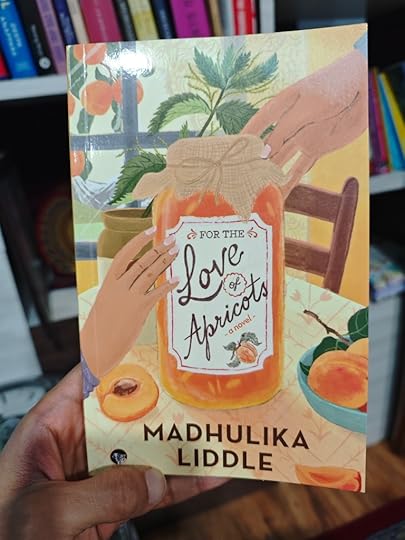 FOR THE
Love of
Apricots
- a novel -
MADHULIKA
LIDDLE